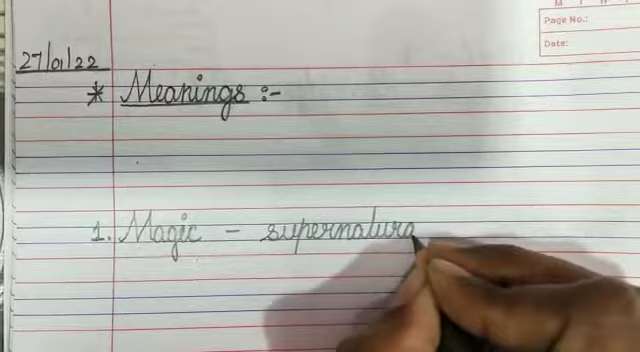 M T W
Page No.:
Date:
27/01/22
* Meanings :-
1. Magic - supernatura